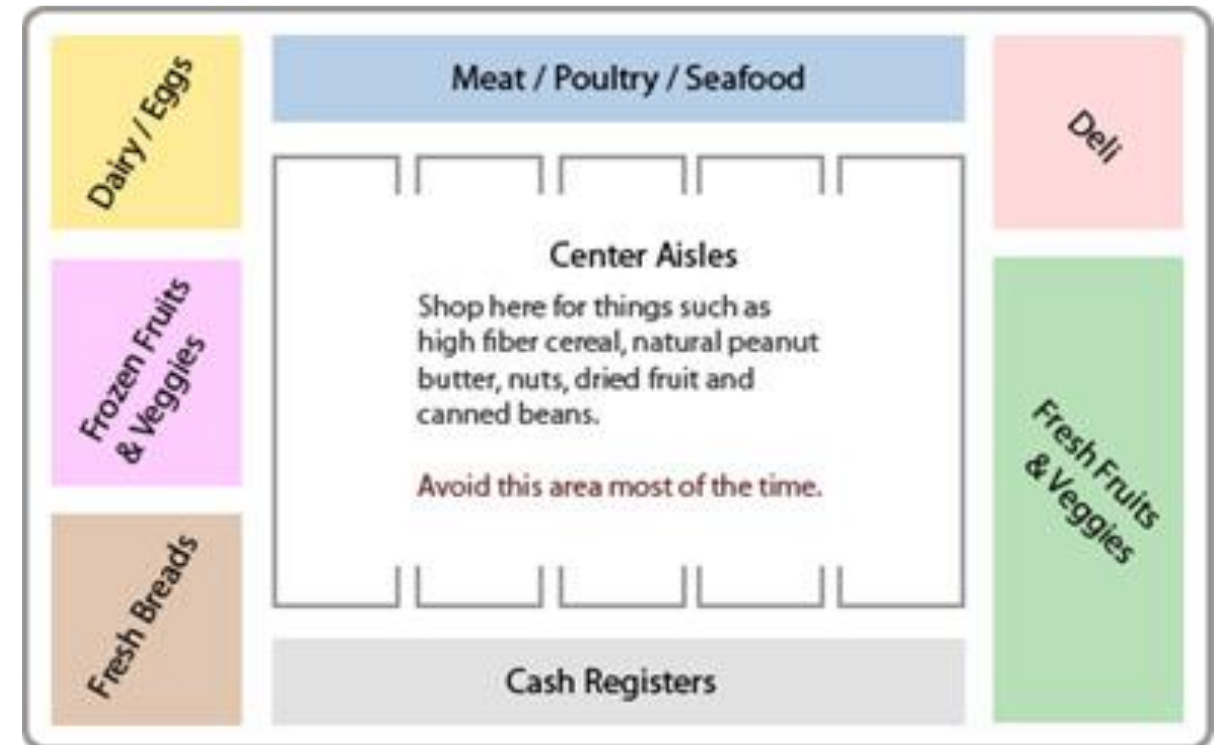 Dairy / Eggs
Meat / Poultry / Seafood
Deli
Center Aisles
Shop here for things such as
high fiber cereal, natural peanut
butter, nuts, dried fruit and
canned beans.
Avoid this area most of the time.
Frozen Fruits
& Veggies
Fresh Fruits
& Veggies
Fresh Breads
Cash Registers